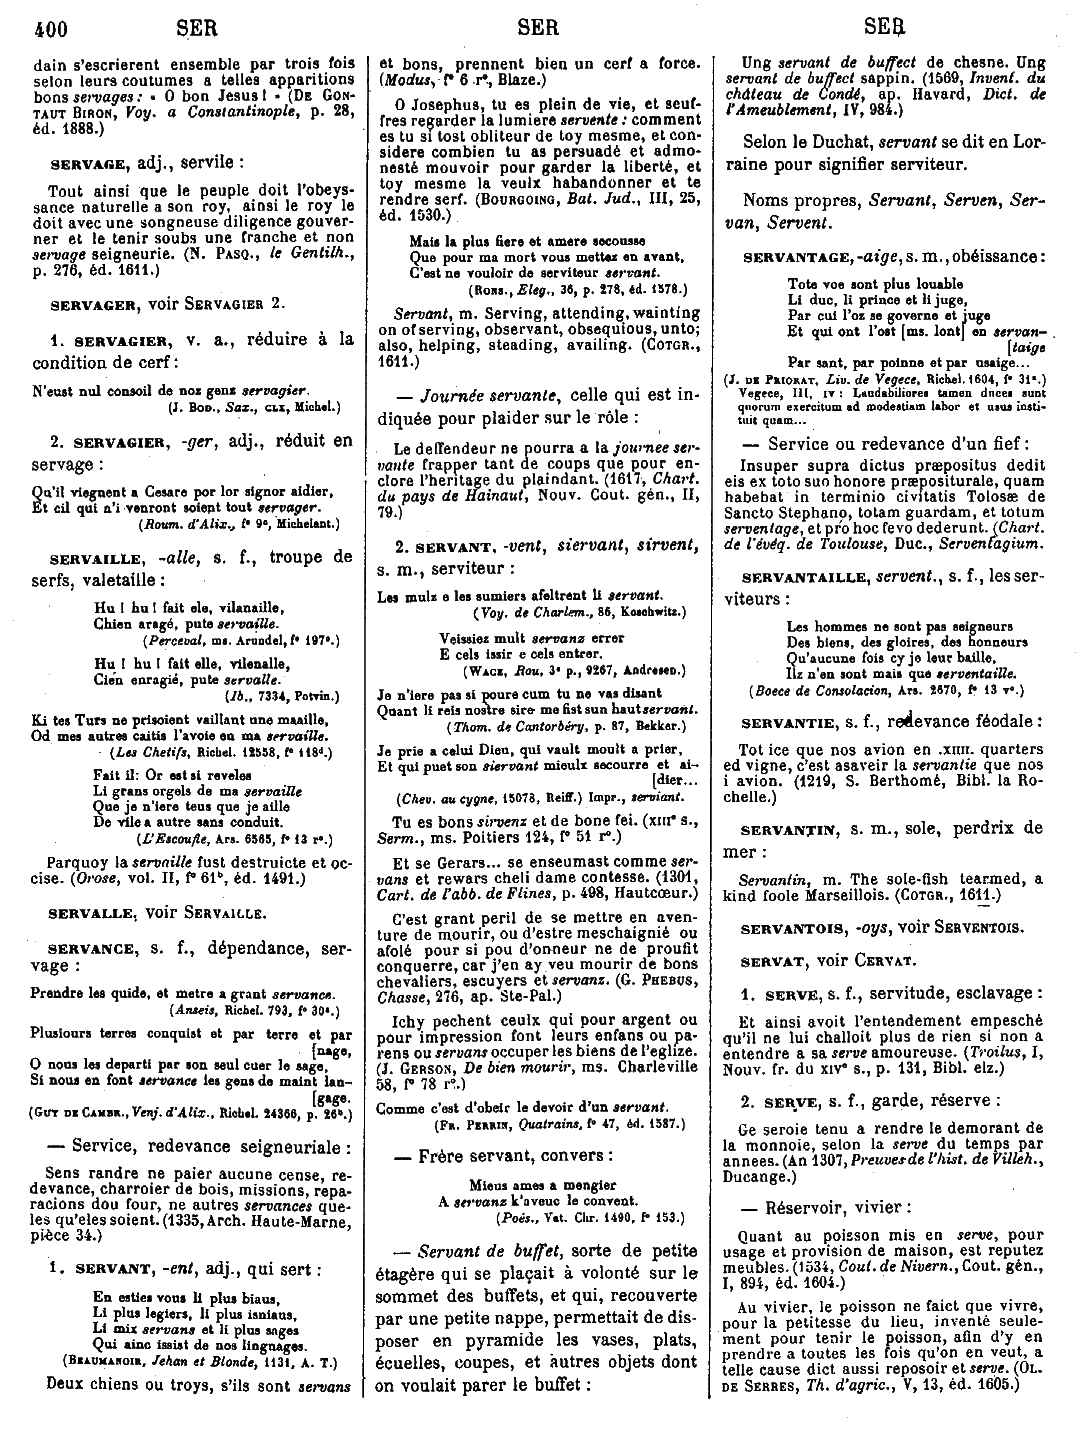 400 SER SER SER
dain s'escrierent ensemble par trois fois
selon leurs coutumes a telles apparitions
bons servages : « O bon Jesus ! » (DE GON-
TAUT BIRON, Voy. a Constantinople, p. 28,
éd. 1888.)
SERVAGE, adj., servile :
Tout ainsi que le peuple doit l'obeys-
sance naturelle a son roy, ainsi le roy le
doit avec une songneuse diligence gouver-
ner et le tenir soubs une franche et non
servage seigneurie. (N. PASQ., le Gentilh.,
p. 276, éd. 1611.)
SERVAGER, voir SERVAGIER 2.
1. SERVAGIER, v. a., réduire à la
condition de cerf :
N'eust nul consoil de noz genz servagier.
(J. BOD., Sax., CLX, Michel.)
2. SERVAGIER, -ger, adj., réduit en
servage :
Qu'il viegnent a Cesare por lor signor aidier,
Et cil qui n'i venront soient tout servager.
(Roum. d'Alix., f° 9ª, Michelant.)
SERVAILLE, -alle, s. f., troupe de
serfs, valetaille :
Hu ! hu ! fait ele, vilanaille,
Chien aragé, pute servaille.
(Perceval, ms. Arundel, f° 197ª.)
Hu ! hu ! fait elle, vilenalle,
Cien enragié, pute servalle.
(Ib., 7334, Potvin.)
Ki tes Turs ne prisoient vaillant une maaille,
Od mes autres caitis l'avoie en ma servaille.
(Les Chetifs, Richel. 12558, f° 118ᵈ.)
Fait il: Or est si reveles
Li grans orgels de ma servaille
Que je n'iere teus que je aille
De vile a autre sans conduit.
(L'Escoufle, Ars. 6565, f° 13 r°.)
Parquoy la servaille fust destruicte et oc-
cise. (Orose, vol. II, f° 61ᵇ, éd. 1491.)
SERVALLE, voir SERVAILLE.
SERVANCE, s. f., dépendance, ser-
vage :
Prendre les quide, et metre a grant servance.
(Anseis, Richel. 793, f° 30ª.)
Plusiours terres conquist et par terre et par
[nage,
O nous les departi par son seul cuer le sage,
Si nous en font servance les gens de maint lan-
[gage.
(GUY DE CAMBR., Venj. d'Alix., Richel. 24366, p. 26ᵇ.)
— Service, redevance seigneuriale :
Sens randre ne paier aucune cense, re-
devance, charroier de bois, missions, repa-
racions dou four, ne autres servances que-
les qu'eles soient. (1335, Arch. Haute-Marne,
pièce 34.)
1. SERVANT, -ent, adj., qui sert :
En esties vous li plus biaus,
Li plus legiers, li plus isniaus,
Li mix servans et li plus sages
Qui ainc issist de nos lingnages.
(BEAUMANOIR, Jehan et Blonde, 1131, A. T.)
Deux chiens ou troys, s'ils sont servans
et bons, prennent bien un cerf a force.
(Modus, f° 6 r°, Blaze.)
O Josephus, tu es plein de vie, et seuf-
fres regarder la lumiere servente : comment
es tu si tost obliteur de toy mesme, et con-
sidere combien tu as persuadé et admo-
nesté mouvoir pour garder la liberté, et
toy mesme la veulx habandonner et te
rendre serf. (BOURGOING, Bat. Jud., III, 25,
éd. 1530.)
Mais la plus fiere et amere secousse
Que pour ma mort vous mettez en avant,
C'est ne vouloir de serviteur servant.
(RONS., Eleg., 36, p. 278, éd. 1578.)
Servant, m. Serving, attending, wainting
on of serving, observant, obsequious, unto;
also, helping, steading, availing. (COTGR.,
1611.)
— Journée servante, celle qui est in-
diquée pour plaider sur le rôle :
Le deffendeur ne pourra a la journee ser-
vante frapper tant de coups que pour en-
clore l'heritage du plaindant. (1617, Chart.
du pays de Hainaut, Nouv. Cout. gén., II,
79.)
2. SERVANT, -vent, siervant, sirvent,
s. m., serviteur :
Les mulz e les sumiers afeltrent li servant.
(Voy. de Charlem., 86, Koschwitz.)
Veissiez mult servanz errer
E cels issir e cels entrer.
(WACE, Rou, 3ᵉ p., 9267, Andresen.)
Je n'iere pas si poure cum tu ne vas disant
Quant li reis nostre sire me fist sun haut servant.
(Thom. de Cantorbéry, p. 87, Bekker.)
Je prie a celui Dieu, qui vault moult a prier,
Et qui puet son siervant mieulx secourre et ai-
[dier...
(Chev. au cygne, 15078, Reiff.) Impr., serviant.
Tu es bons sirvenz et de bone fei. (XIIIᵉ s.,
Serm., ms. Poitiers 124, f° 51 r°.)
Et se Gerars... se enseumast comme ser-
vans et rewars cheli dame contesse. (1301,
Cart. de l'abb. de Flines, p. 498, Hautcœur.)
C'est grant peril de se mettre en aven-
ture de mourir, ou d'estre meschaignié ou
afolé pour si pou d'onneur ne de proufit
conquerre, car j'en ay veu mourir de bons
chevaliers, escuyers et servanz. (G. PHEBUS,
Chasse, 276, ap. Ste-Pal.)
Ichy pechent ceulx qui pour argent ou
pour impression font leurs enfans ou pa-
rens ou servans occuper les biens de l'eglize.
(J. GERSON, De bien mourir, ms. Charleville
58, f° 78 r°.)
Comme c'est d'obeir le devoir d'un servant.
(FR. PERRIN, Quatrains, f° 47, éd. 1587.)
— Frère servant, convers :
Mieus ames a mengier
A servanz k'aveuc le convent.
(Poés., Vat. Chr. 1490, f° 153.)
— Servant de buffet, sorte de petite
étagère qui se plaçait à volonté sur le
sommet des buffets, et qui, recouverte
par une petite nappe, permettait de dis-
poser en pyramide les vases, plats,
écuelles, coupes, et autres objets dont
on voulait parer le buffet :
Ung servant de buffect de chesne. Ung
servant de buffect sappin. (1569, Invent. du
château de Condé, ap. Havard, Dict. de
l'Ameublement, IV, 984.)
Selon le Duchat, servant se dit en Lor-
raine pour signifier serviteur.
Noms propres, Servant, Serven, Ser-
van, Servent.
SERVANTAGE, -aige, s. m., obéissance :
Tote voe sont plus louable
Li duc, li prince et li juge,
Par cui l'oz se governe et juge
Et qui ont l'ost [ms. lont] en servan-
[taige
Par sant, par poinne et par usaige...
(J. DE PRIORAT, Liv. de Vegece, Richel. 1604, f° 31ª.)
Vegece, III, IV : Laudabiliores tamen duces sunt
quorum exercitum ad modestiam labor et usus insti-
tuit quam...
— Service ou redevance d'un fief :
Insuper supra dictus præpositus dedit
eis ex toto suo honore præpositurale, quam
habebat in terminio civitatis Tolosæ de
Sancto Stephano, totam guardam, et totum
serventage, et pro hoc fevo dederunt. (Chart.
de l'évêq. de Toulouse, Duc., Serventagium.
SERVANTAILLE, servent., s. f., les ser-
viteurs :
Les hommes ne sont pas seigneurs
Des biens, des gloires, des honneurs
Qu'aucune fois cy je leur baille,
Ilz n'en sont mais que serventaille.
(Boece de Consolacion, Ars. 2670, f° 13 v°.)
SERVANTIE, s. f., redevance féodale :
Tot ice que nos avion en .XIIII. quarters
ed vigne, c'est asaveir la servantie que nos
i avion. (1219, S. Berthomé, Bibl. la Ro-
chelle.)
SERVANTIN, s. m., sole, perdrix de
mer :
Servantin, m. The sole-fish tearmed, a
kind foole Marseillois. (COTGR., 1611.)
SERVANTOIS, -oys, voir SERVENTOIS.
SERVAT, voir CERVAT.
1. SERVE, s. f., servitude, esclavage :
Et ainsi avoit l'entendement empesché
qu'il ne lui challoit plus de rien si non a
entendre a sa serve amoureuse. (Troilus, I,
Nouv. fr. du XIVᵉ s., p. 131, Bibl. elz.)
2. SERVE, s. f., garde, réserve :
Ge seroie tenu a rendre le demorant de
la monnoie, selon la serve du temps par
annees. (An 1307, Preuves de l'hist. de Villeh.,
Ducange.)
— Réservoir, vivier :
Quant au poisson mis en serve, pour
usage et provision de maison, est reputez
meubles. (1534, Cout. de Nivern., Cout. gén.,
I, 894, éd. 1604.)
Au vivier, le poisson ne faict que vivre,
pour la petitesse du lieu, inventé seule-
ment pour tenir le poisson, afin d'y en
prendre a toutes les fois qu'on en veut, a
telle cause dict aussi reposoir et serve. (OL.
DE SERRES, Th. d'agric., V, 13, éd. 1605.)